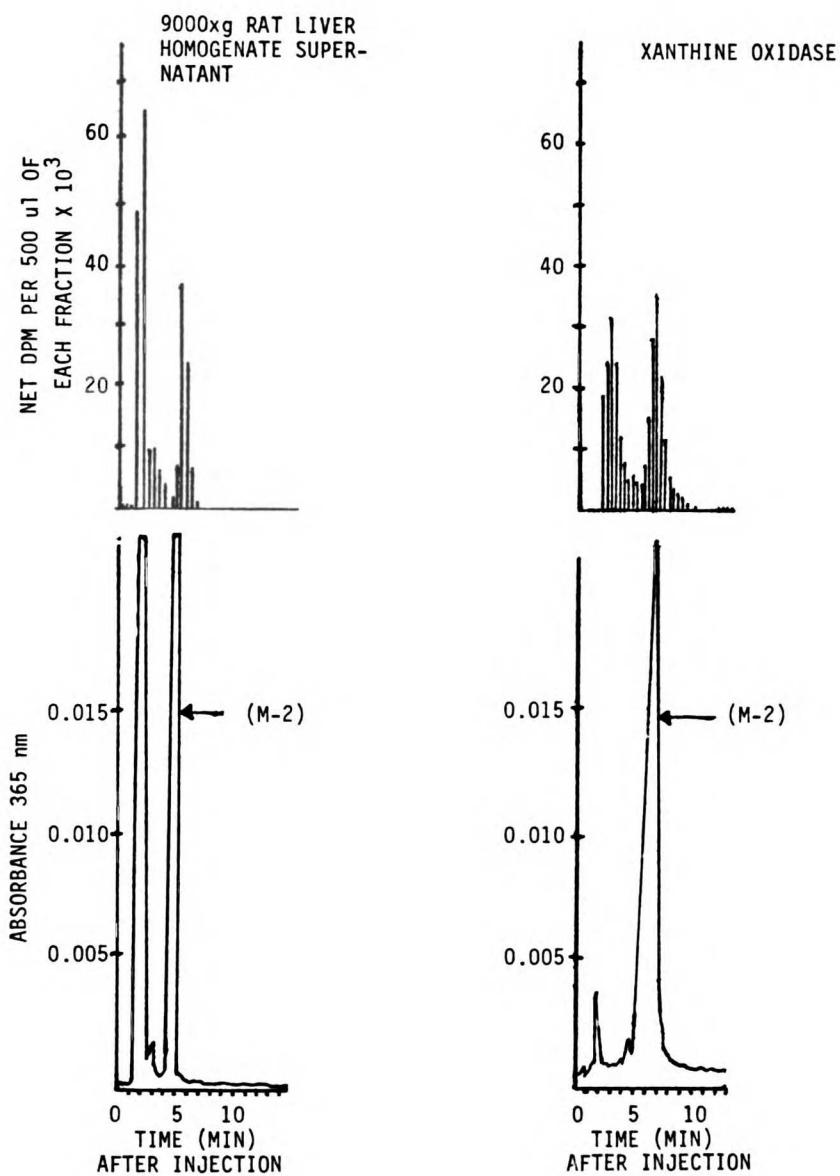 9000xg RAT LIVER
HOMOGENATE SUPER-
NATANT
XANTHINE OXIDASE
NET DPM PER 500 ul OF
EACH FRACTION X 10³
60
40
20
60
40
20
ABSORBANCE 365 nm
0.015
0.010
0.005
(M-2)
0.015
0.010
0.005
(M-2)
0 5 10
TIME (MIN)
AFTER INJECTION
0 5 10
TIME (MIN)
AFTER INJECTION